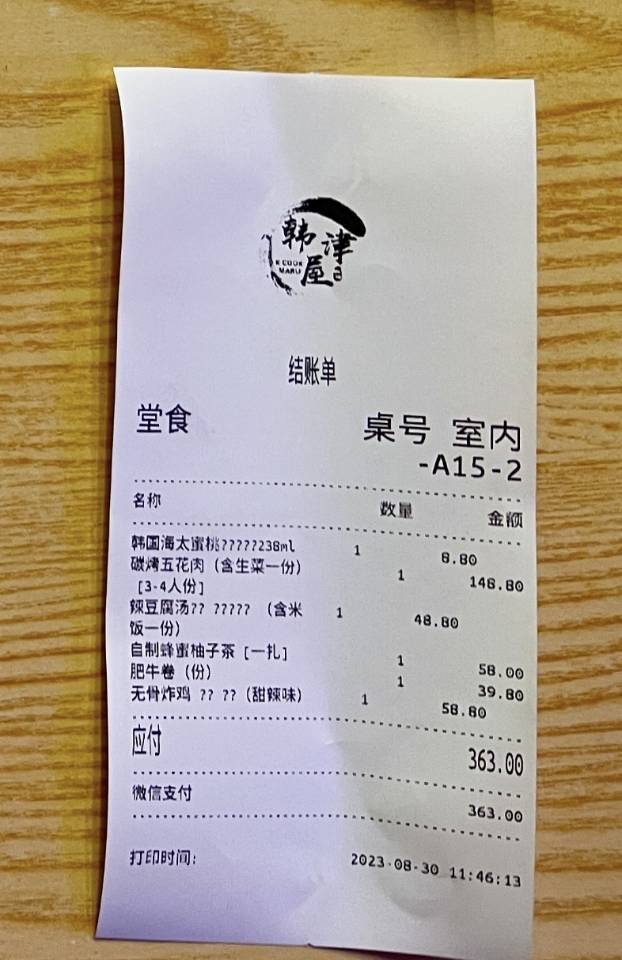 韩 津
K COOK
MARU 屋
结账单
堂食 桌号 室内
-A15-2
名称 数量 金额
韩国海太蜜桃?????238ml 1 8.80
碳烤五花肉（含生菜一份） 1 148.80
[3-4人份]
辣豆腐汤?? ?????（含米 1 48.80
饭一份）
自制蜂蜜柚子茶 [一扎] 1 58.00
肥牛卷（份） 1 39.80
无骨炸鸡 ?? ??（甜辣味） 1 58.80
应付 363.00
微信支付 363.00
打印时间: 2023-08-30 11:46:13